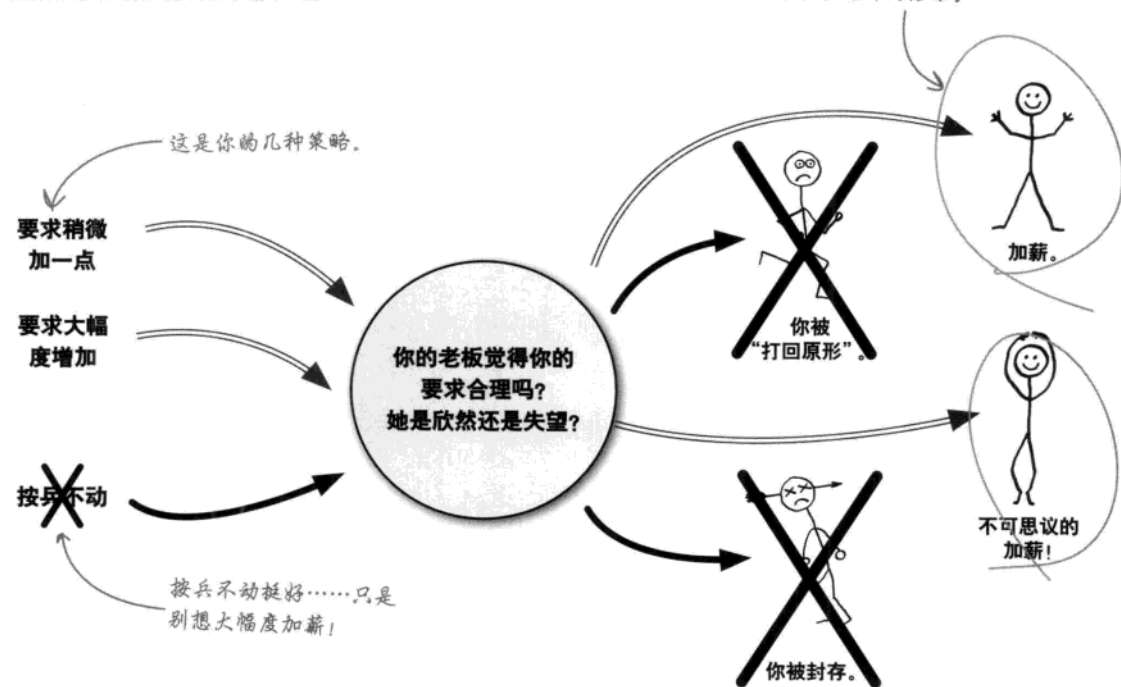 这是你的几种策略。
要求稍微
加一点
要求大幅
度增加
按兵不动
按兵不动挺好……只是
别想大幅度加薪！
你的老板觉得你的
要求合理吗？
她是欣然还是失望？
加薪。
你被
“打回原形”。
不可思议的
加薪！
你被封存。